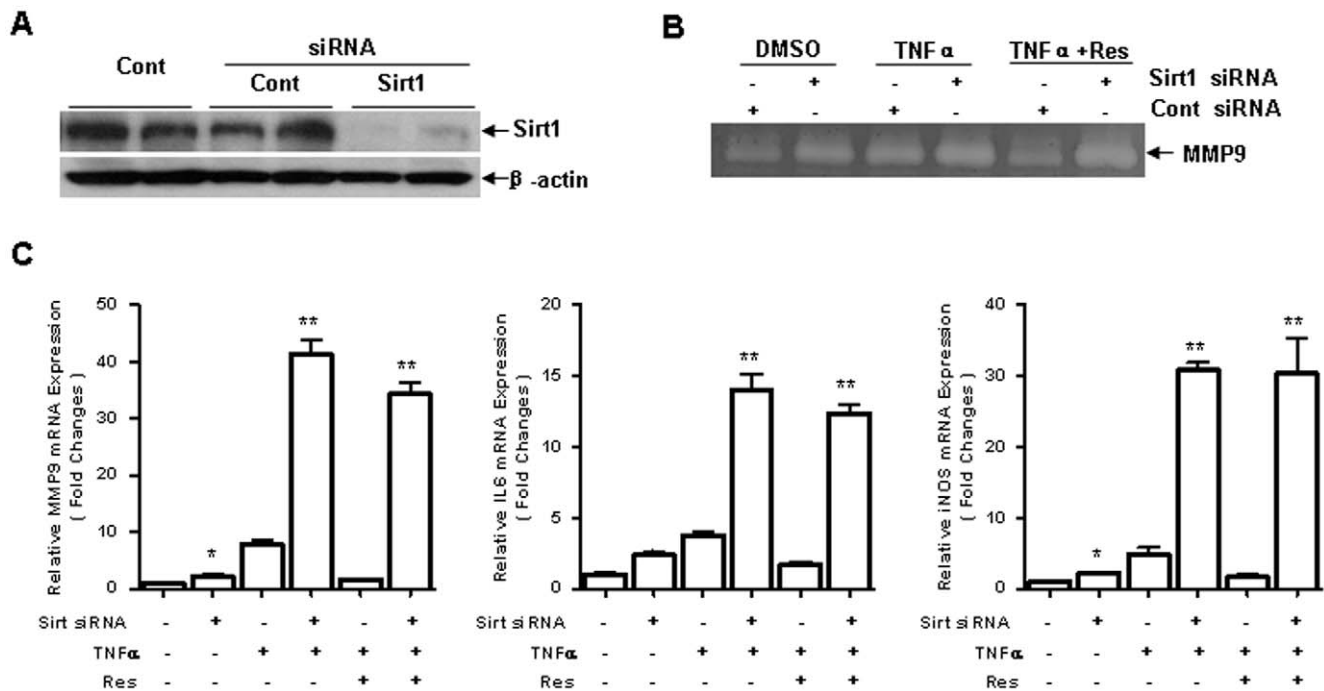 A
siRNA
Cont
Cont Sirt1
Sirt1
β -actin
B
DMSO TNFα TNFα +Res
- + - + - + Sirt1 siRNA
+ - + - + - Cont siRNA
MMP9
C
Relative MMP9 mRNA Expression
( Fold Changes )
50
40
30
20
10
0
*
**
**
Sirt siRNA - + - + - +
TNFα - - + + + +
Res - - - - + +
Relative IL6 mRNA Expression
( Fold Changes )
20
15
10
5
0
**
**
Sirt siRNA - + - + - +
TNFα - - + + + +
Res - - - - + +
Relative iNOS mRNA Expression
( Fold Changes )
40
30
20
10
0
*
**
**
Sirt siRNA - + - + - +
TNFα - - + + + +
Res - - - - + +